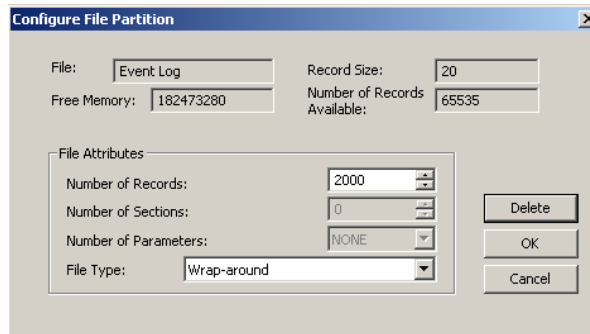 Configure File Partition
File: Event Log Record Size: 20
Free Memory: 182473280 Number of Records Available: 65535
File Attributes
Number of Records: 2000
Number of Sections: 0
Number of Parameters: NONE
File Type: Wrap-around
Delete
OK
Cancel